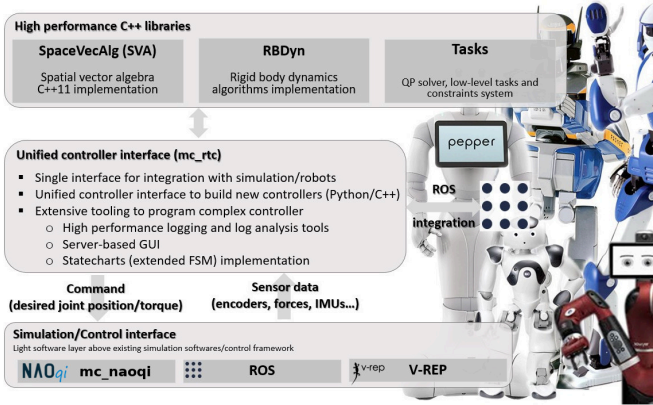 High performance C++ libraries
SpaceVecAlg (SVA)
Spatial vector algebra
C++11 implementation
RBDyn
Rigid body dynamics
algorithms implementation
Tasks
QP solver, low-level tasks and
constraints system
pepper
Unified controller interface (mc_rtc)
▪ Single interface for integration with simulation/robots
▪ Unified controller interface to build new controllers (Python/C++)
▪ Extensive tooling to program complex controller
o High performance logging and log analysis tools
o Server-based GUI
o Statecharts (extended FSM) implementation
ROS
integration
Command
(desired joint position/torque)
Sensor data
(encoders, forces, IMUs...)
Simulation/Control interface
Light software layer above existing simulation softwares/control framework
NAOqi mc_naoqi
ROS
v-rep V-REP